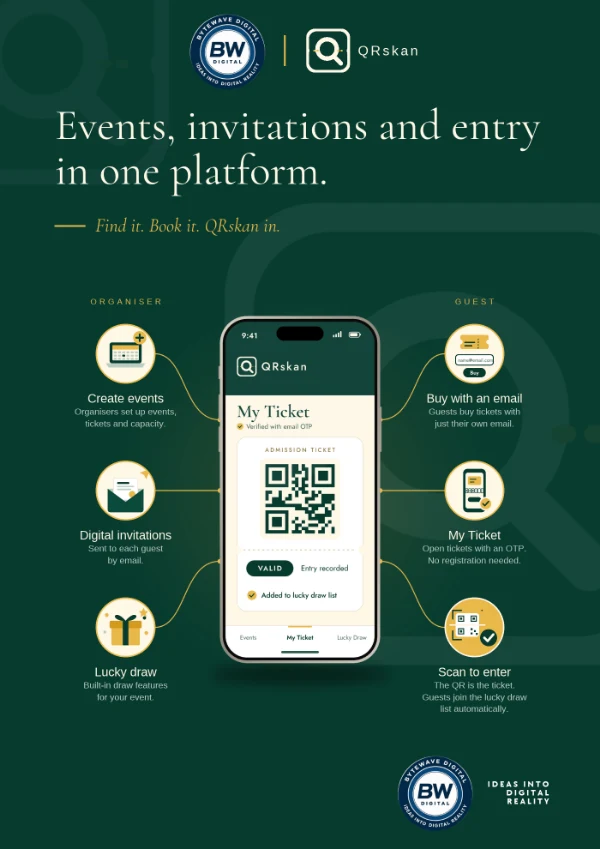 BYTEWAVE DIGITAL
BW
DIGITAL
IDEAS INTO DIGITAL REALITY
QRskan
Events, invitations and entry
in one platform.
Find it. Book it. QRskan in.
ORGANISER
Create events
Organisers set up events,
tickets and capacity.
Digital invitations
Sent to each guest
by email.
Lucky draw
Built-in draw features
for your event.
9:41
QRskan
My Ticket
Verified with email OTP
ADMISSION TICKET
VALID
Entry recorded
Added to lucky draw list
Events
My Ticket
Lucky Draw
GUEST
name@email.com
Buy
Buy with an email
Guests buy tickets with
just their own email.
My Ticket
Open tickets with an OTP.
No registration needed.
Scan to enter
The QR is the ticket.
Guests join the lucky draw
list automatically.
BYTEWAVE DIGITAL
BW
DIGITAL
IDEAS INTO DIGITAL REALITY
IDEAS INTO
DIGITAL
REALITY